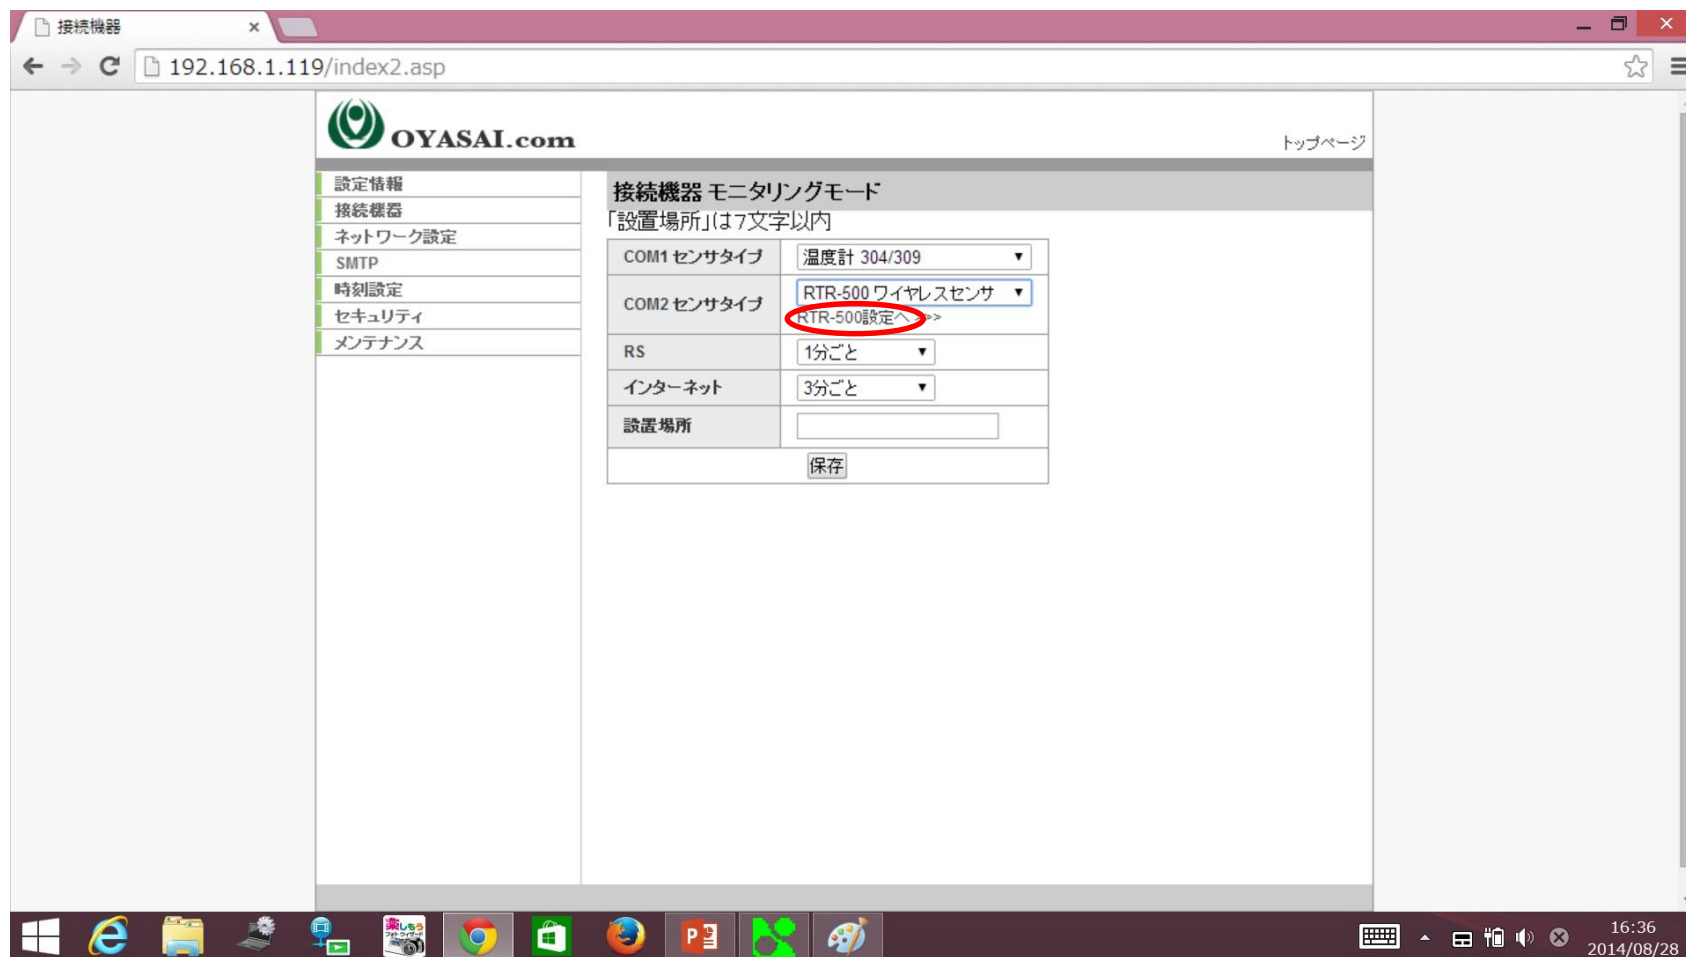 接続機器
192.168.1.119/index2.asp
OYASAI.com
トップページ
設定情報
接続機器
ネットワーク設定
SMTP
時刻設定
セキュリティ
メンテナンス
接続機器 モニタリングモード
「設置場所」は7文字以内
COM1 センサタイプ 温度計 304/309
COM2 センサタイプ RTR-500 ワイヤレスセンサ
RTR-500設定へ >>>
RS 1分ごと
インターネット 3分ごと
設置場所
保存
楽しもう
16:36
2014/08/28